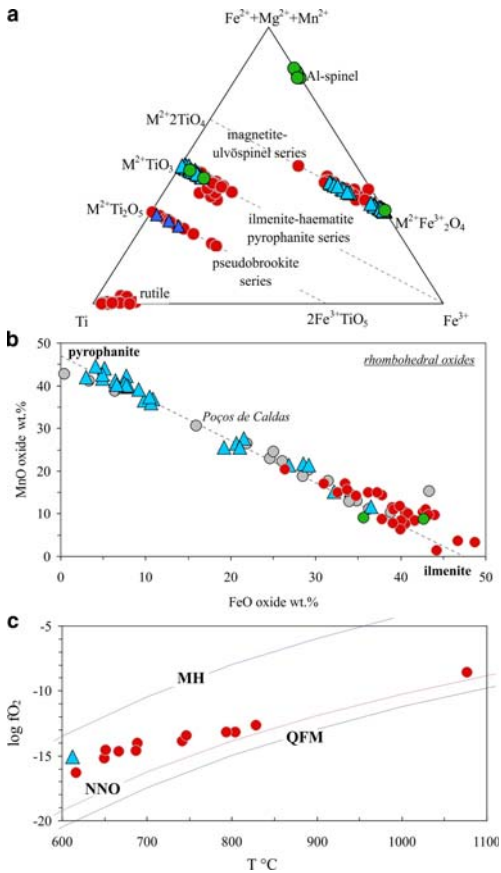 a
Fe²⁺+Mg²⁺+Mn²⁺
Al-spinel
M²⁺2TiO₄
magnetite-
ulvöspinel series
M²⁺TiO₃
M²⁺Ti₂O₅
M²⁺Fe³⁺₂O₄
ilmenite-haematite
pyrophanite series
pseudobrookite
series
rutile
Ti
2Fe³⁺TiO₅
Fe³⁺
b
50
pyrophanite
rhombohedral oxides
40
Poços de Caldas
30
20
10
ilmenite
0
MnO oxide wt.%
0 10 20 30 40 50
FeO oxide wt.%
c
-5
MH
-10
QFM
-15
NNO
-20
log fO₂
600 700 800 900 1000 1100
T °C